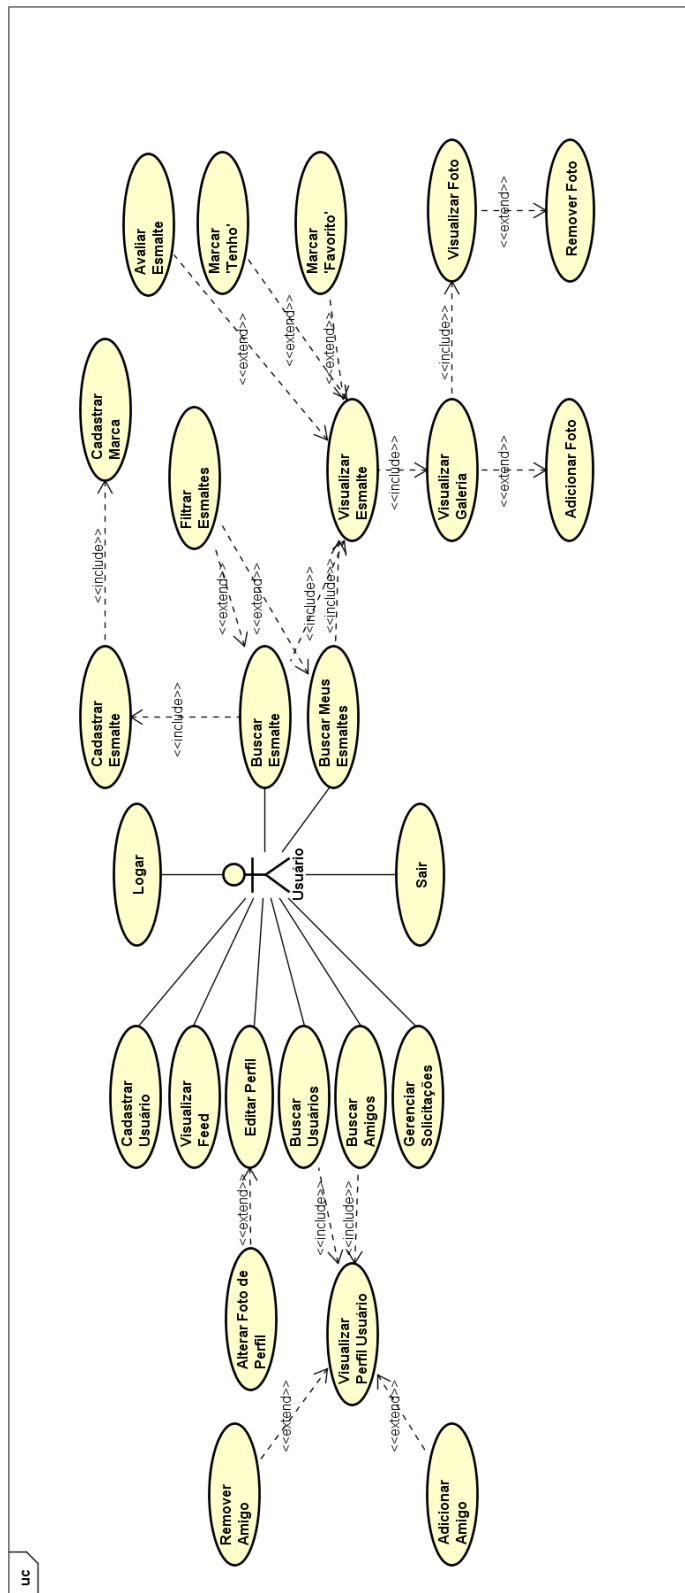 uc
Cadastrar
Esmalte
<<include>>
Cadastrar
Marca
Cadastrar
Usuário
Logar
Avaliar
Esmalte
<<include>>
Visualizar
Feed
Filtrar
Esmaltes
Marcar
'Tenho'
Remover
Amigo
<<extend>>
Alterar Foto de
Perfil
<<extend>>
Editar Perfil
Buscar
Esmalte
<<extend>>
<<extend>>
<<extend>>
<<extend>>
Buscar
Usuários
Usuário
Marcar
'Favorito'
<<include>>
<<include>>
<<include>>
<<include>>
<<extend>>
Visualizar
Perfil Usuário
Buscar
Amigos
Buscar Meus
Esmaltes
Visualizar
Esmalte
<<extend>>
Gerenciar
Solicitações
Sair
<<include>>
Adicionar
Amigo
Visualizar
Galeria
<<include>>
Visualizar Foto
<<extend>>
<<extend>>
Adicionar Foto
Remover Foto